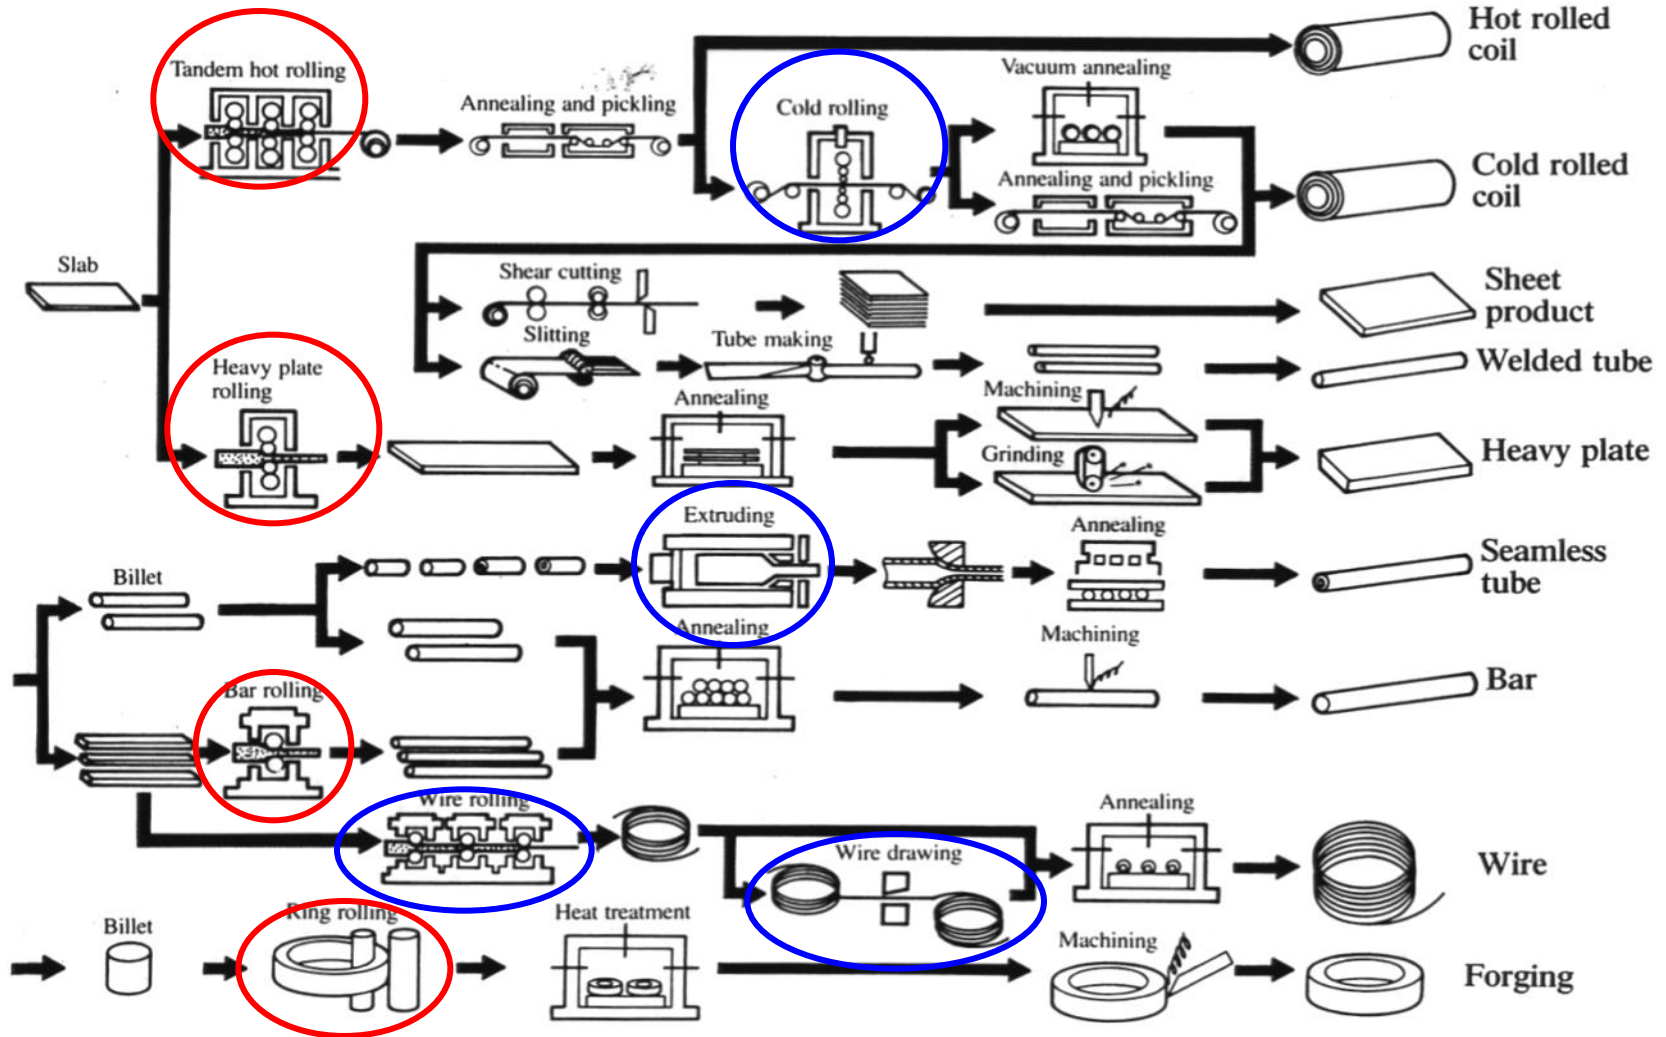 Hot rolled
coil
Tandem hot rolling
Annealing and pickling
Cold rolling
Vacuum annealing
Annealing and pickling
Cold rolled
coil
Slab
Shear cutting
Sheet
product
Slitting
Tube making
Welded tube
Heavy plate
rolling
Annealing
Machining
Grinding
Heavy plate
Extruding
Annealing
Seamless
tube
Billet
Annealing
Machining
Bar rolling
Bar
Wire rolling
Annealing
Wire drawing
Wire
Billet
Ring rolling
Heat treatment
Machining
Forging